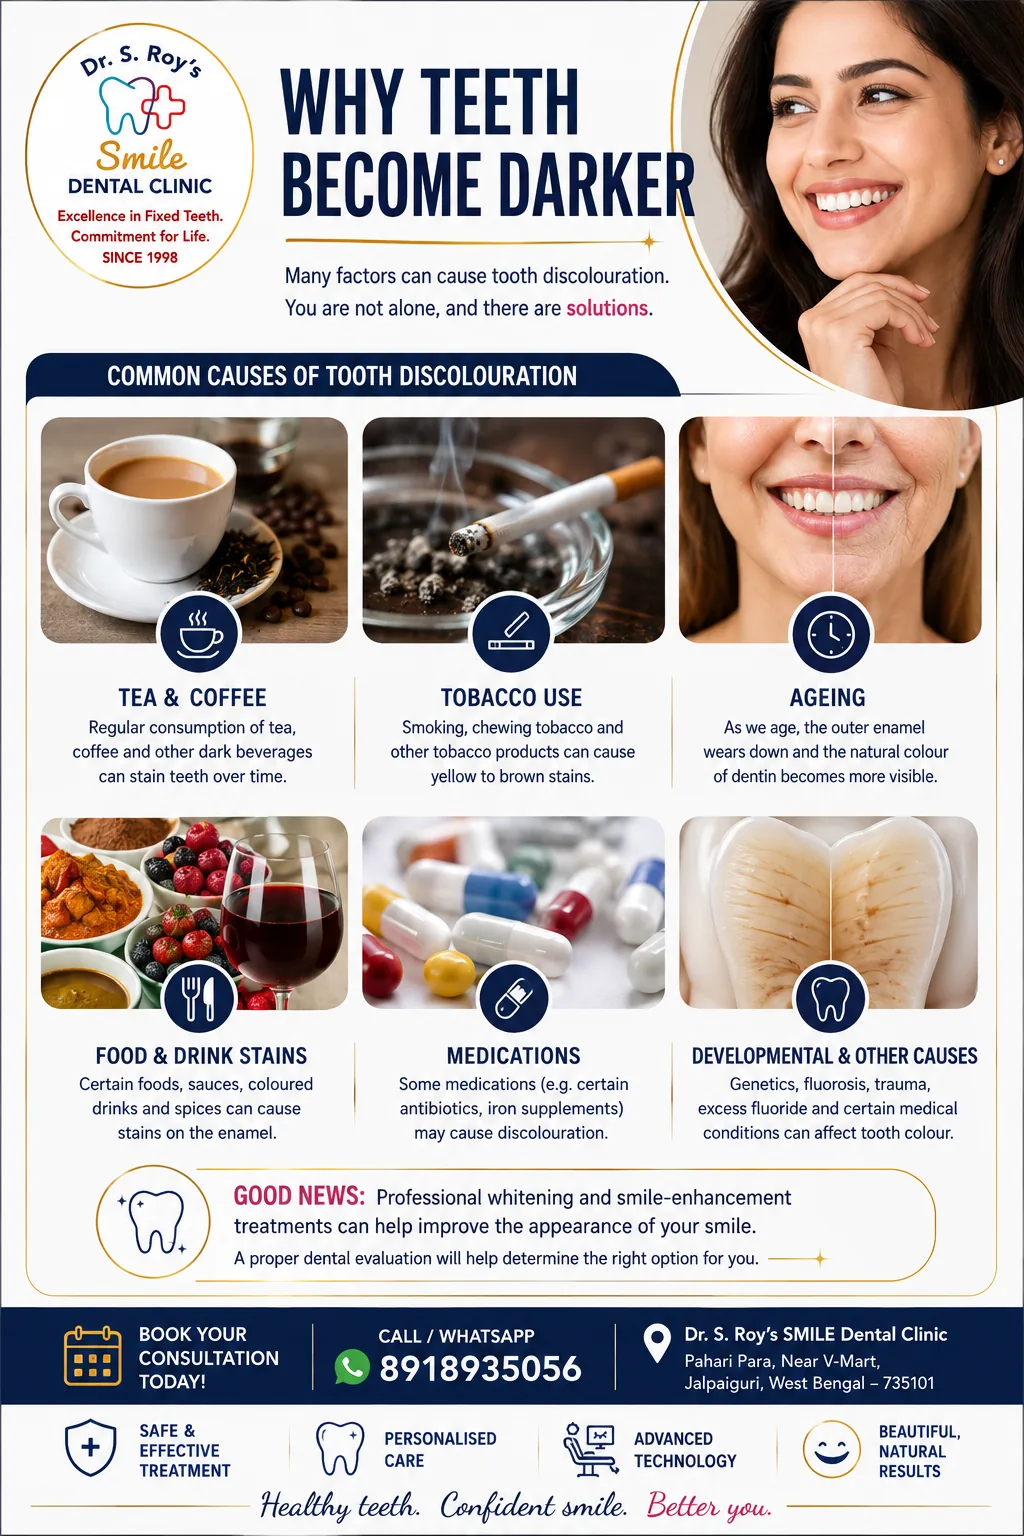 Dr. S. Roy's
Smile
DENTAL CLINIC
Excellence in Fixed Teeth.
Commitment for Life.
SINCE 1998
WHY TEETH
BECOME DARKER
Many factors can cause tooth discolouration.
You are not alone, and there are solutions.
COMMON CAUSES OF TOOTH DISCOLOURATION
TEA & COFFEE
Regular consumption of tea,
coffee and other dark beverages
can stain teeth over time.
TOBACCO USE
Smoking, chewing tobacco and
other tobacco products can cause
yellow to brown stains.
AGEING
As we age, the outer enamel
wears down and the natural colour
of dentin becomes more visible.
FOOD & DRINK STAINS
Certain foods, sauces, coloured
drinks and spices can cause
stains on the enamel.
MEDICATIONS
Some medications (e.g. certain
antibiotics, iron supplements)
may cause discolouration.
DEVELOPMENTAL & OTHER CAUSES
Genetics, fluorosis, trauma,
excess fluoride and certain medical
conditions can affect tooth colour.
GOOD NEWS: Professional whitening and smile-enhancement
treatments can help improve the appearance of your smile.
A proper dental evaluation will help determine the right option for you.
BOOK YOUR
CONSULTATION
TODAY!
CALL / WHATSAPP
8918935056
Dr. S. Roy's SMILE Dental Clinic
Pahari Para, Near V-Mart,
Jalpaiguri, West Bengal – 735101
SAFE &
EFFECTIVE
TREATMENT
PERSONALISED
CARE
ADVANCED
TECHNOLOGY
BEAUTIFUL,
NATURAL
RESULTS
Healthy teeth. Confident smile. Better you.